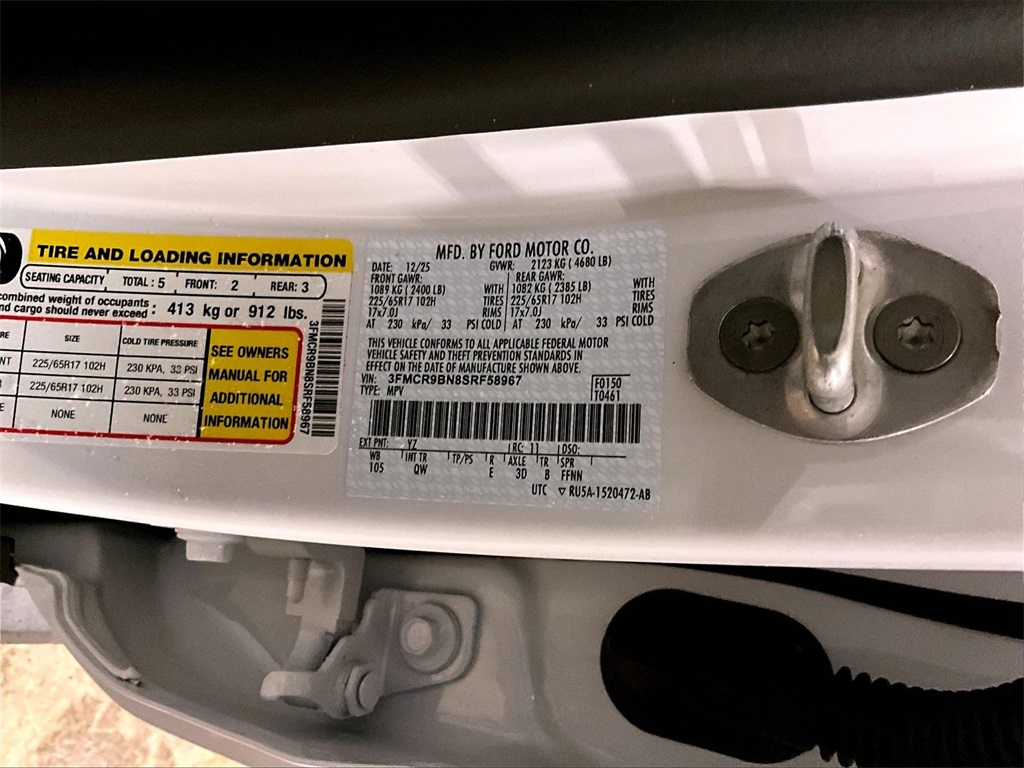 TIRE AND LOADING INFORMATION
SEATING CAPACITY TOTAL : 5 FRONT: 2 REAR: 3
combined weight of occupants
and cargo should never exceed : 413 kg or 912 lbs.
SIZE COLD TIRE PRESSURE
225/65R17 102H 230 KPA, 33 PSI
225/65R17 102H 230 KPA, 33 PSI
NONE NONE
SEE OWNERS
MANUAL FOR
ADDITIONAL
INFORMATION
3FMCR9BN8SRF58967
MFD. BY FORD MOTOR CO.
DATE: 12/25 GVWR: 2123 KG ( 4680 LB)
FRONT GAWR: REAR GAWR:
1089 KG ( 2400 LB) WITH 1082 KG ( 2385 LB) WITH
225/65R17 102H TIRES 225/65R17 102H TIRES
17x7.0J RIMS 17x7.0J RIMS
AT 230 kPa/ 33 PSI COLD AT 230 kPa/ 33 PSI COLD
THIS VEHICLE CONFORMS TO ALL APPLICABLE FEDERAL MOTOR
VEHICLE SAFETY AND THEFT PREVENTION STANDARDS IN
EFFECT ON THE DATE OF MANUFACTURE SHOWN ABOVE.
VIN: 3FMCR9BN8SRF58967 F0150
TYPE: MPV T0461
EXT PNT: YZ RC: 11 DSO:
WB INT TR TP/PS R AXLE TR SPR
105 QW E 3D 8 FFNN
UTC ▽ RU5A-1520472-AB